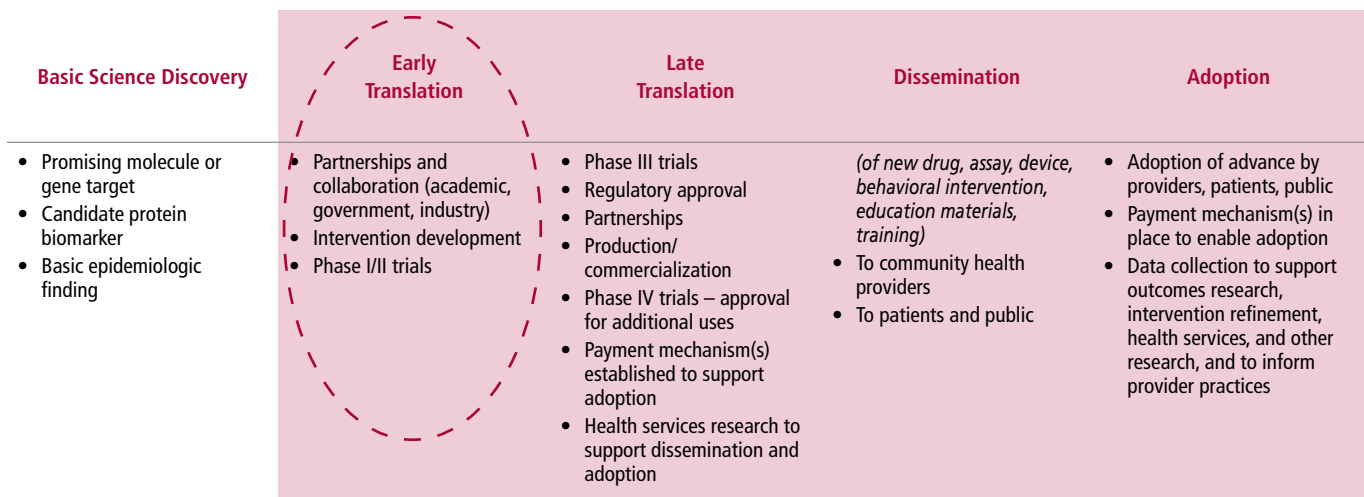 Basic Science Discovery
Early
Translation
Late
Translation
Dissemination
Adoption
• Promising molecule or
gene target
• Candidate protein
biomarker
• Basic epidemiologic
finding
• Partnerships and
collaboration (academic,
government, industry)
• Intervention development
• Phase I/II trials
• Phase III trials
• Regulatory approval
• Partnerships
• Production/
commercialization
• Phase IV trials – approval
for additional uses
• Payment mechanism(s)
established to support
adoption
• Health services research to
support dissemination and
adoption
(of new drug, assay, device,
behavioral intervention,
education materials,
training)
• To community health
providers
• To patients and public
• Adoption of advance by
providers, patients, public
• Payment mechanism(s) in
place to enable adoption
• Data collection to support
outcomes research,
intervention refinement,
health services, and other
research, and to inform
provider practices